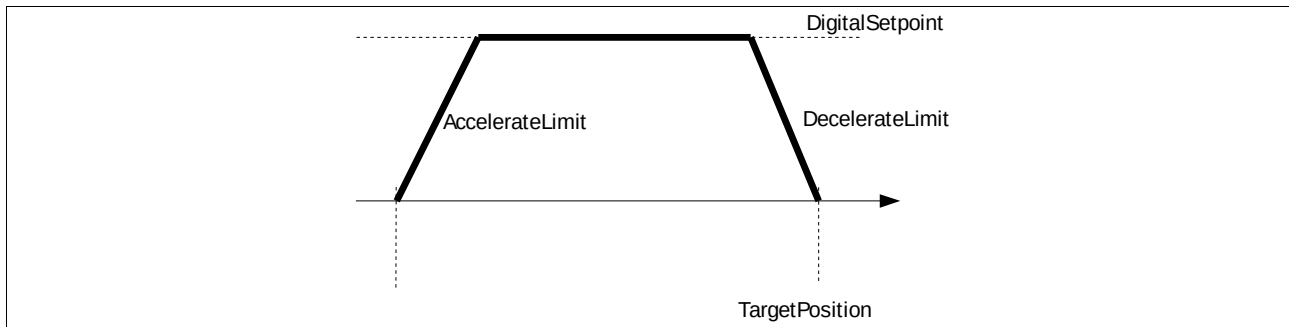 DigitalSetpoint
AccelerateLimit
DecelerateLimit
TargetPosition